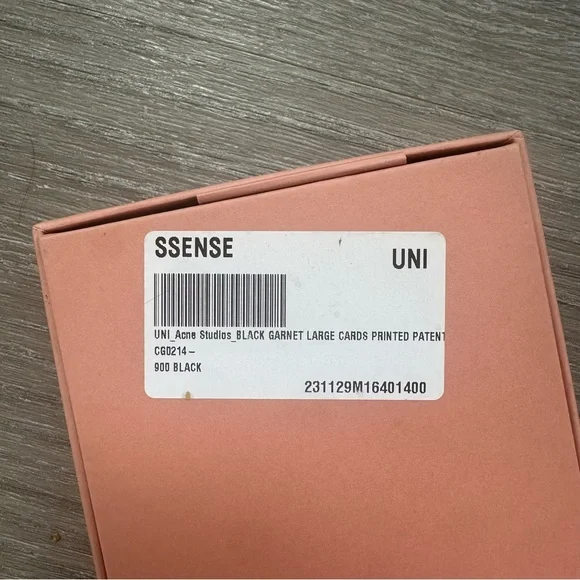 SSENSE
UNI
UNI_Acne Studios_BLACK GARNET LARGE CARDS PRINTED PATENT
CG0214-
900 BLACK
231129M16401400